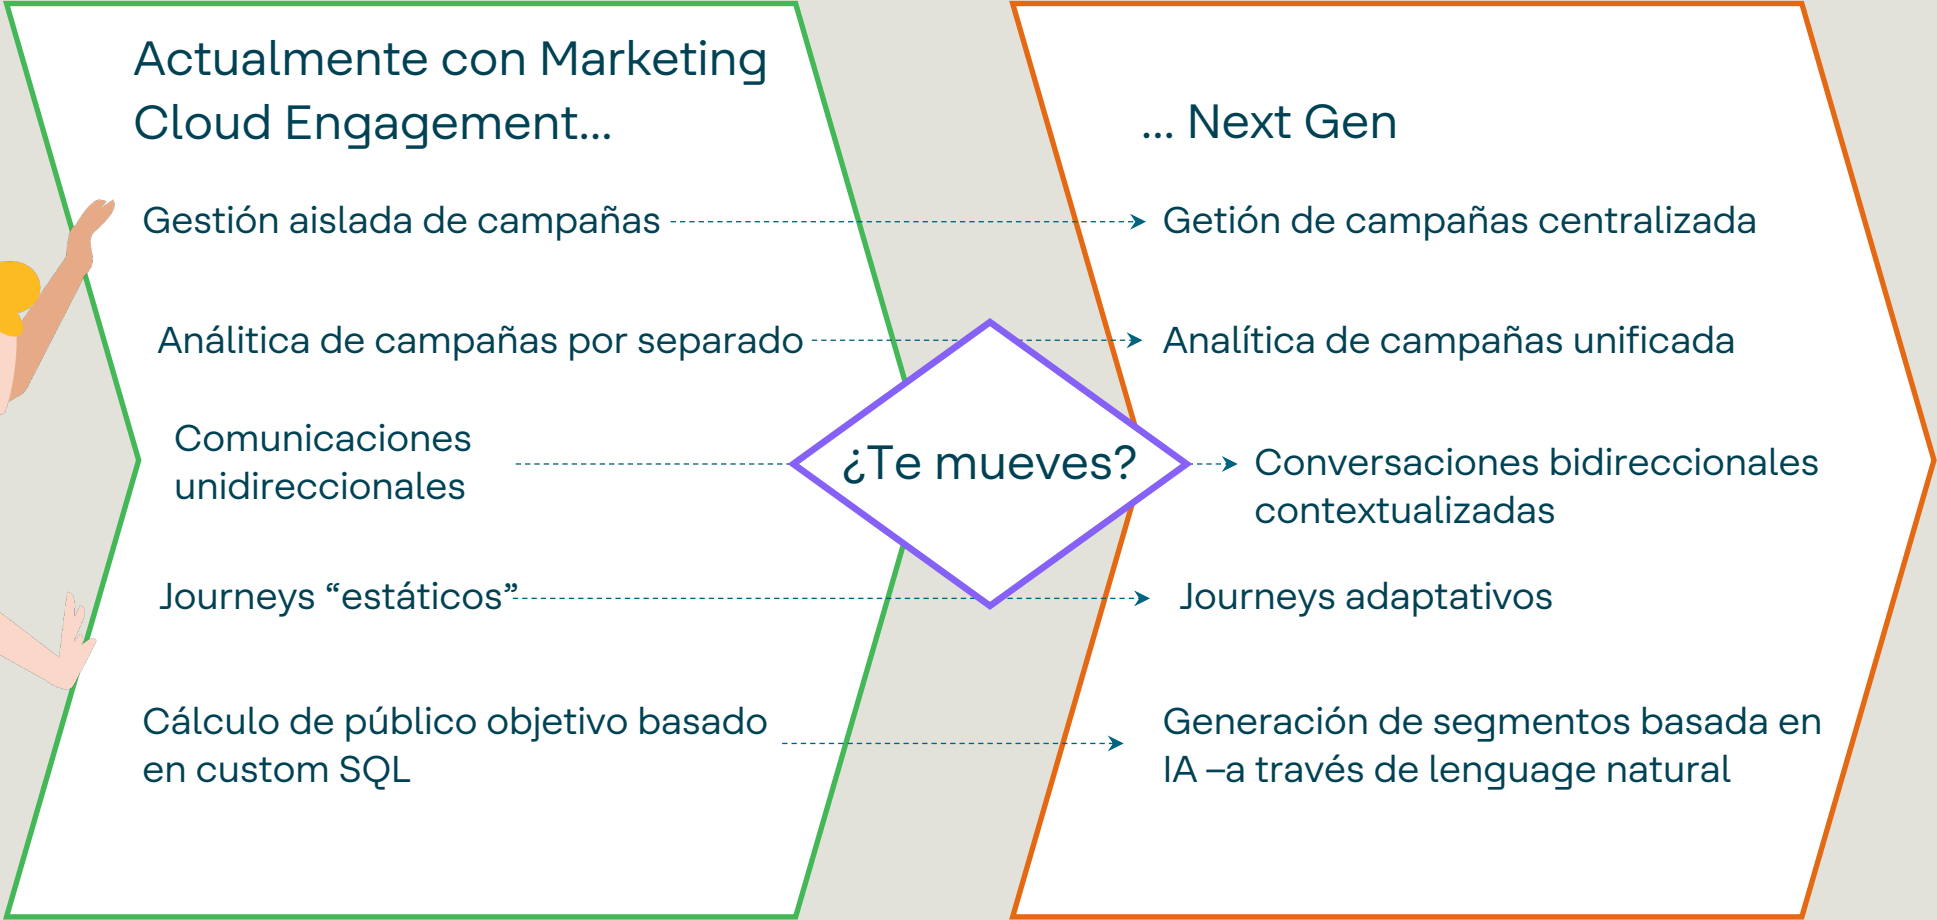 Actualmente con Marketing
Cloud Engagement...
Gestión aislada de campañas
Análitica de campañas por separado
Comunicaciones
unidireccionales
Journeys “estáticos”
Cálculo de público objetivo basado
en custom SQL
¿Te mueves?
... Next Gen
Getión de campañas centralizada
Analítica de campañas unificada
Conversaciones bidireccionales
contextualizadas
Journeys adaptativos
Generación de segmentos basada en
IA –a través de lenguage natural